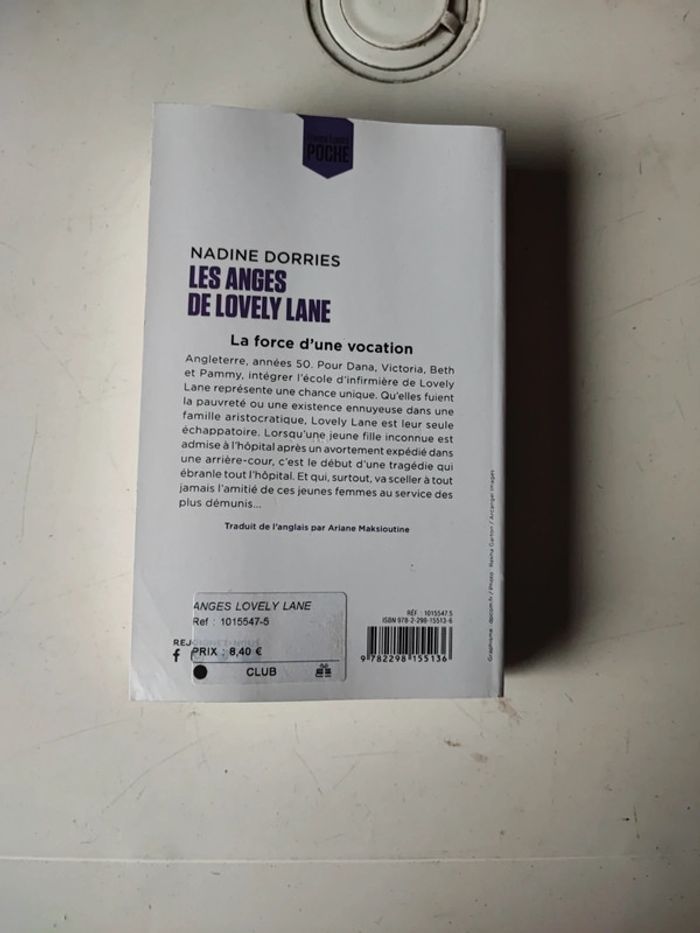 POCHE
NADINE DORRIES
LES ANGES
DE LOVELY LANE
La force d'une vocation
Angleterre, années 50. Pour Dana, Victoria, Beth
et Pammy, intégrer l'école d'infirmière de Lovely
Lane représente une chance unique. Qu'elles fuient
la pauvreté ou une existence ennuyeuse dans une
famille aristocratique, Lovely Lane est leur seule
échappatoire. Lorsqu'une jeune fille inconnue est
admise à l'hôpital après un avortement expédié dans
une arrière-cour, c'est le début d'une tragédie qui
ébranle tout l'hôpital. Et qui, surtout, va sceller à tout
jamais l'amitié de ces jeunes femmes au service des
plus démunis...
Traduit de l'anglais par Ariane Maksioutine
ANGES LOVELY LANE
Ref : 1015547-5
PRIX : 8,40 €
CLUB
RÉF : 1015547.5
ISBN 978-2-298-15513-6
9 782298 155136